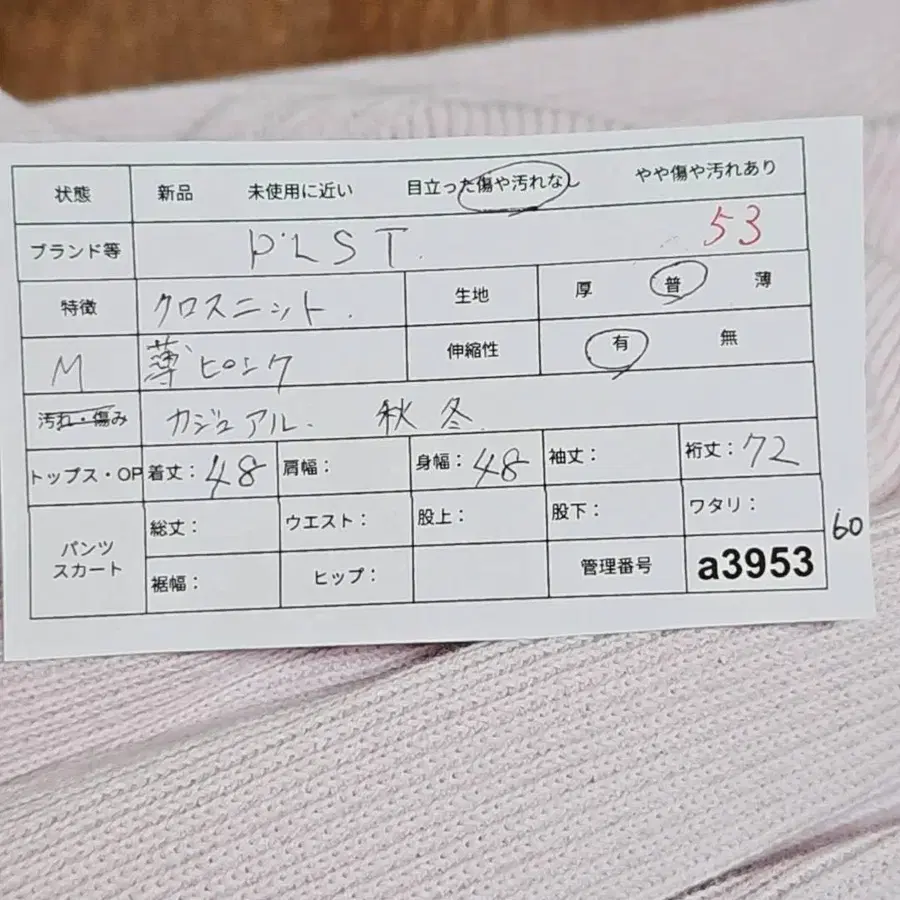 状態 新品 未使用に近い 目立った傷や汚れなし やや傷や汚れあり
ブランド等 PLST. 53
特徴 クロスニット. 生地 厚 普 薄
M 薄ピンク 伸縮性 有 無
汚れ・傷み カジュアル. 秋冬.
トップス・OP 着丈：48 肩幅： 身幅：48 袖丈： 裄丈：72
パンツ スカート 総丈： ウエスト： 股上： 股下： ワタリ： 60
裾幅： ヒップ： 管理番号 a3953